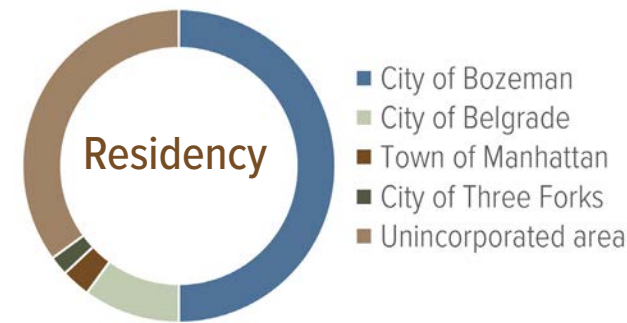 Residency
City of Bozeman
City of Belgrade
Town of Manhattan
City of Three Forks
Unincorporated area